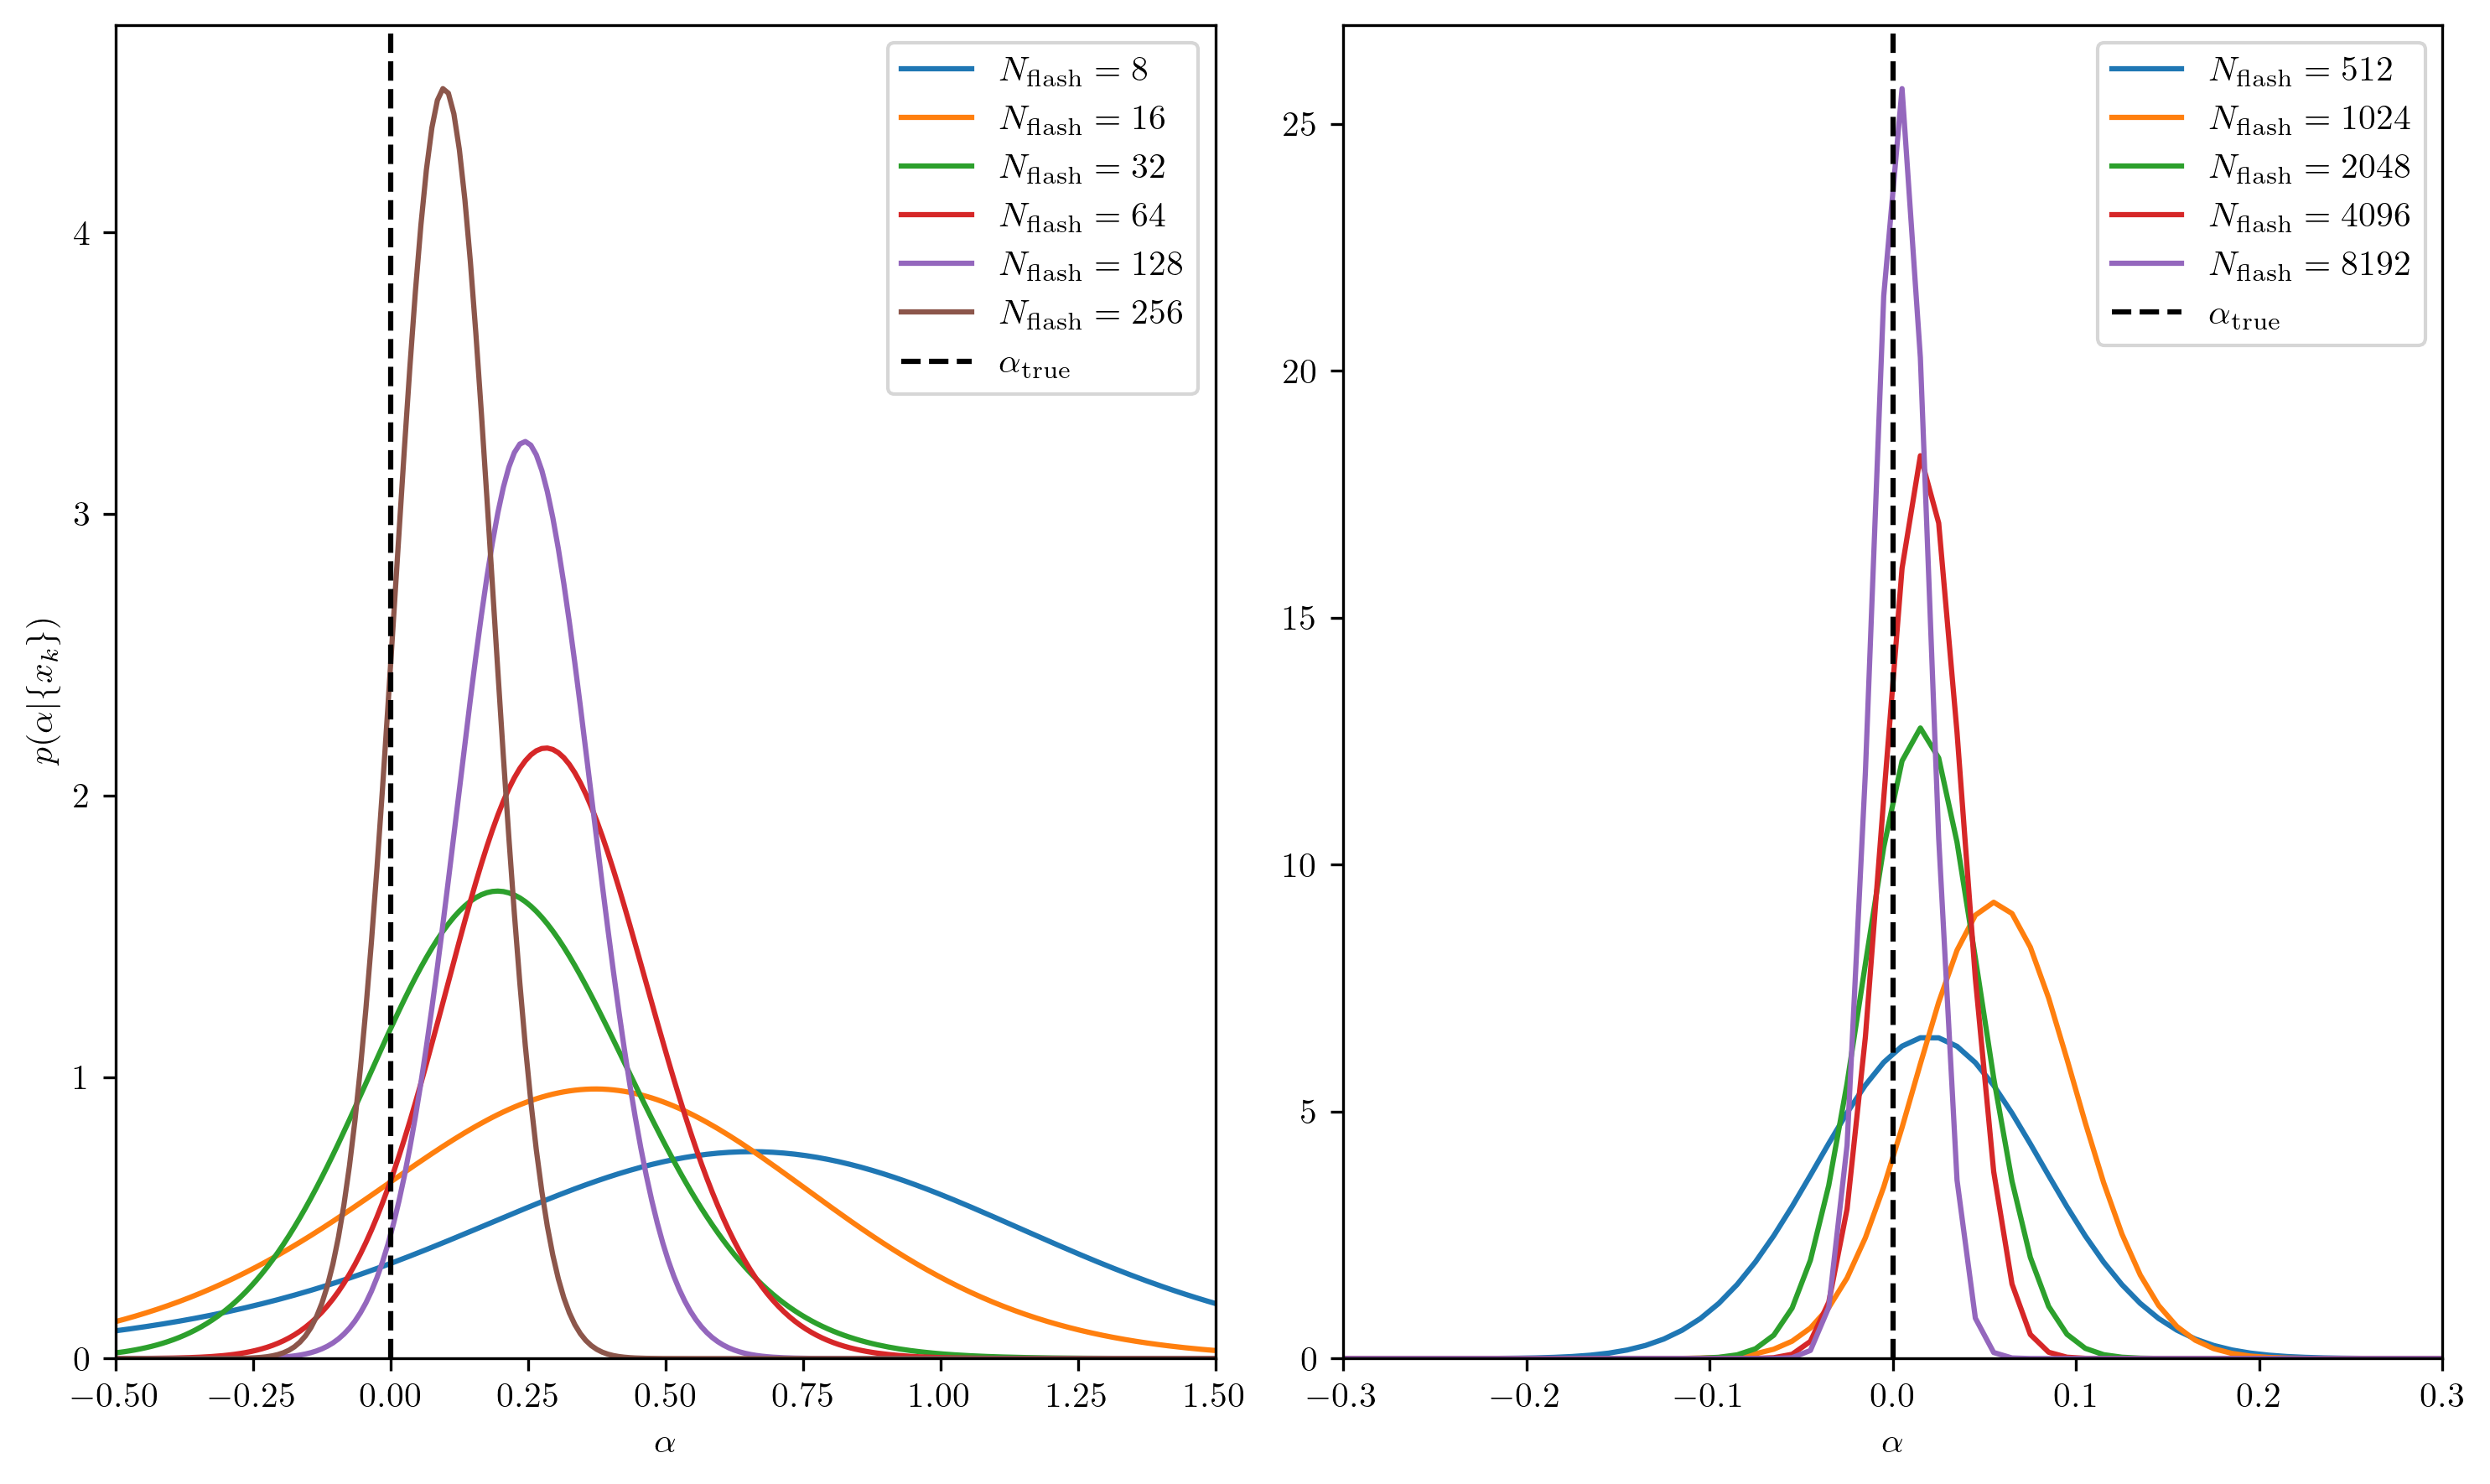 N_flash = 8
N_flash = 16
N_flash = 32
N_flash = 64
N_flash = 128
N_flash = 256
α_true
4
3
2
1
0
p(α|{x_k})
−0.50 −0.25 0.00 0.25 0.50 0.75 1.00 1.25 1.50
α
N_flash = 512
N_flash = 1024
N_flash = 2048
N_flash = 4096
N_flash = 8192
α_true
25
20
15
10
5
0
−0.3 −0.2 −0.1 0.0 0.1 0.2 0.3
α